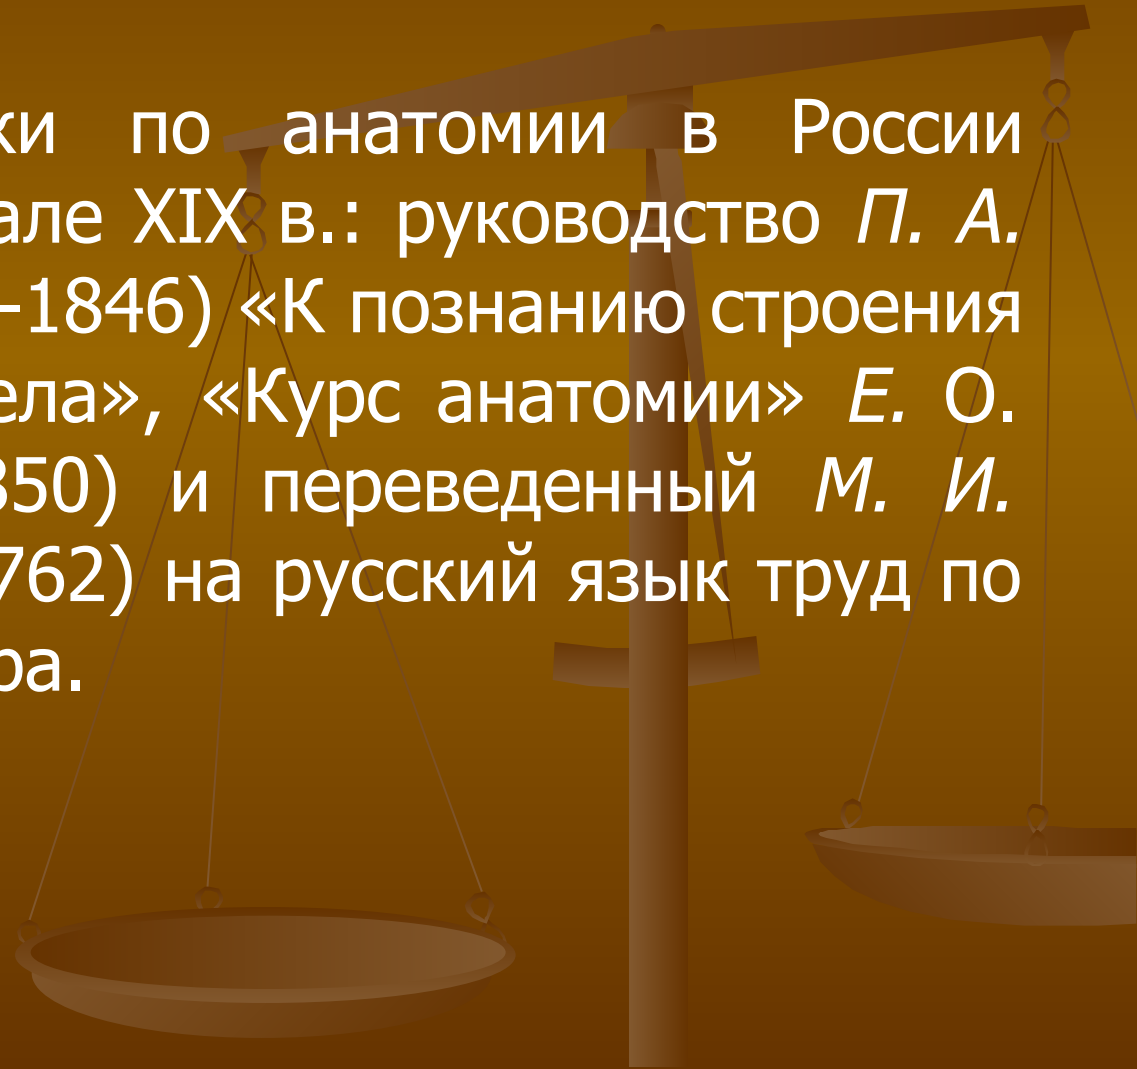 ки по анатомии в России
але XIX в.: руководство П. А.
–1846) «К познанию строения
ела», «Курс анатомии» Е. О.
850) и переведенный М. И.
762) на русский язык труд по
ра.